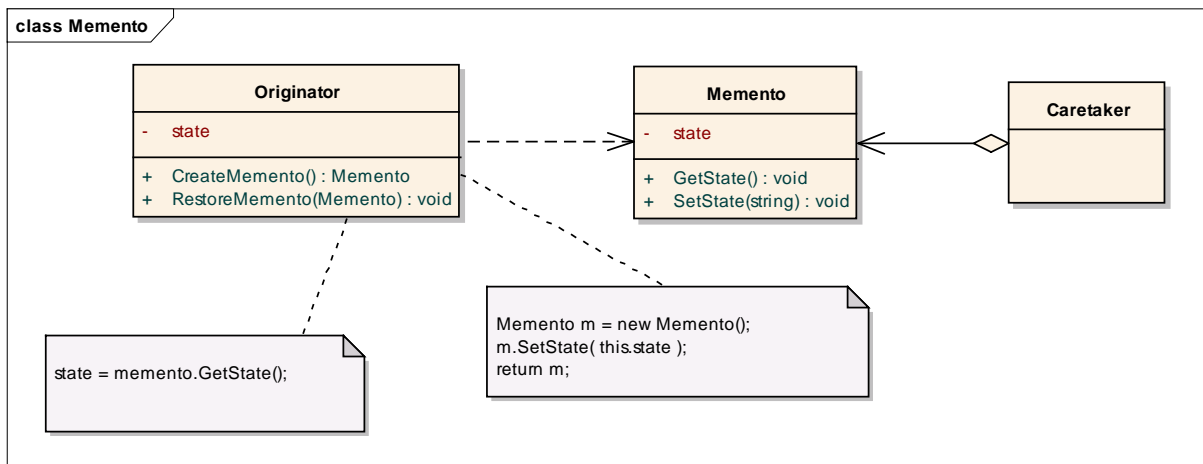 class Memento
Originator
- state
+ CreateMemento() : Memento
+ RestoreMemento(Memento) : void
Memento
- state
+ GetState() : void
+ SetState(string) : void
Caretaker
state = memento.GetState();
Memento m = new Memento();
m.SetState( this.state );
return m;